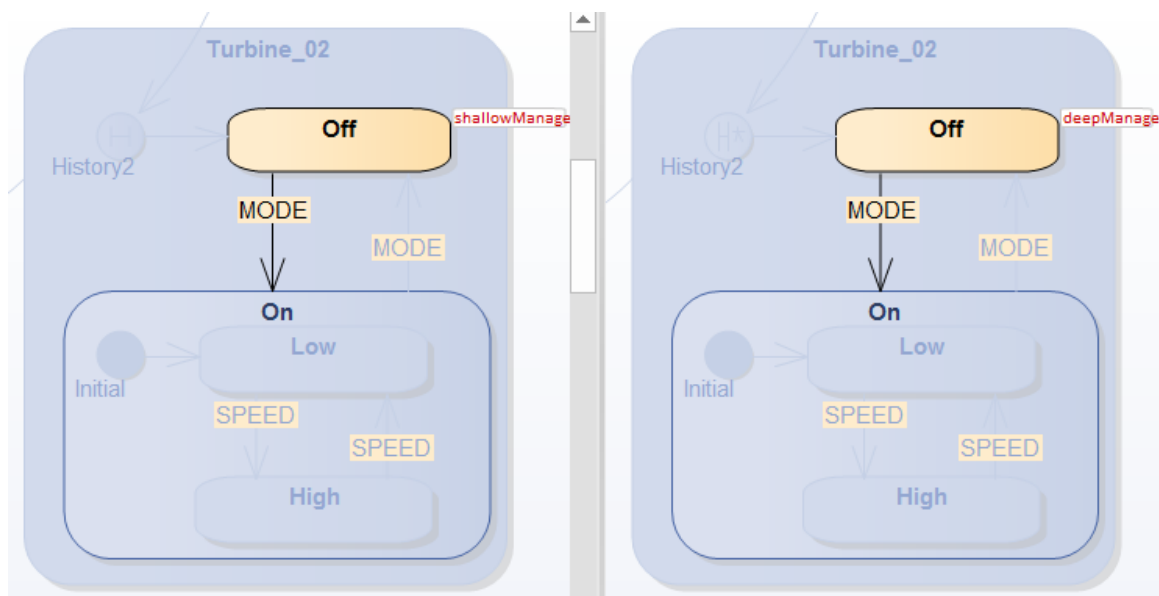 Turbine_02
Off
shallowManage
H
History2
MODE
MODE
On
Initial
Low
SPEED
SPEED
High
Turbine_02
Off
deepManage
H*
History2
MODE
MODE
On
Initial
Low
SPEED
SPEED
High